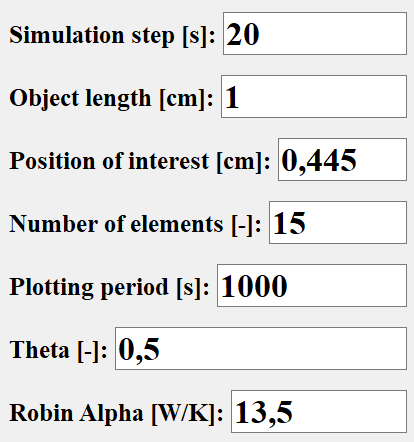 Simulation step [s]: 20
Object length [cm]: 1
Position of interest [cm]: 0,445
Number of elements [-]: 15
Plotting period [s]: 1000
Theta [-]: 0,5
Robin Alpha [W/K]: 13,5